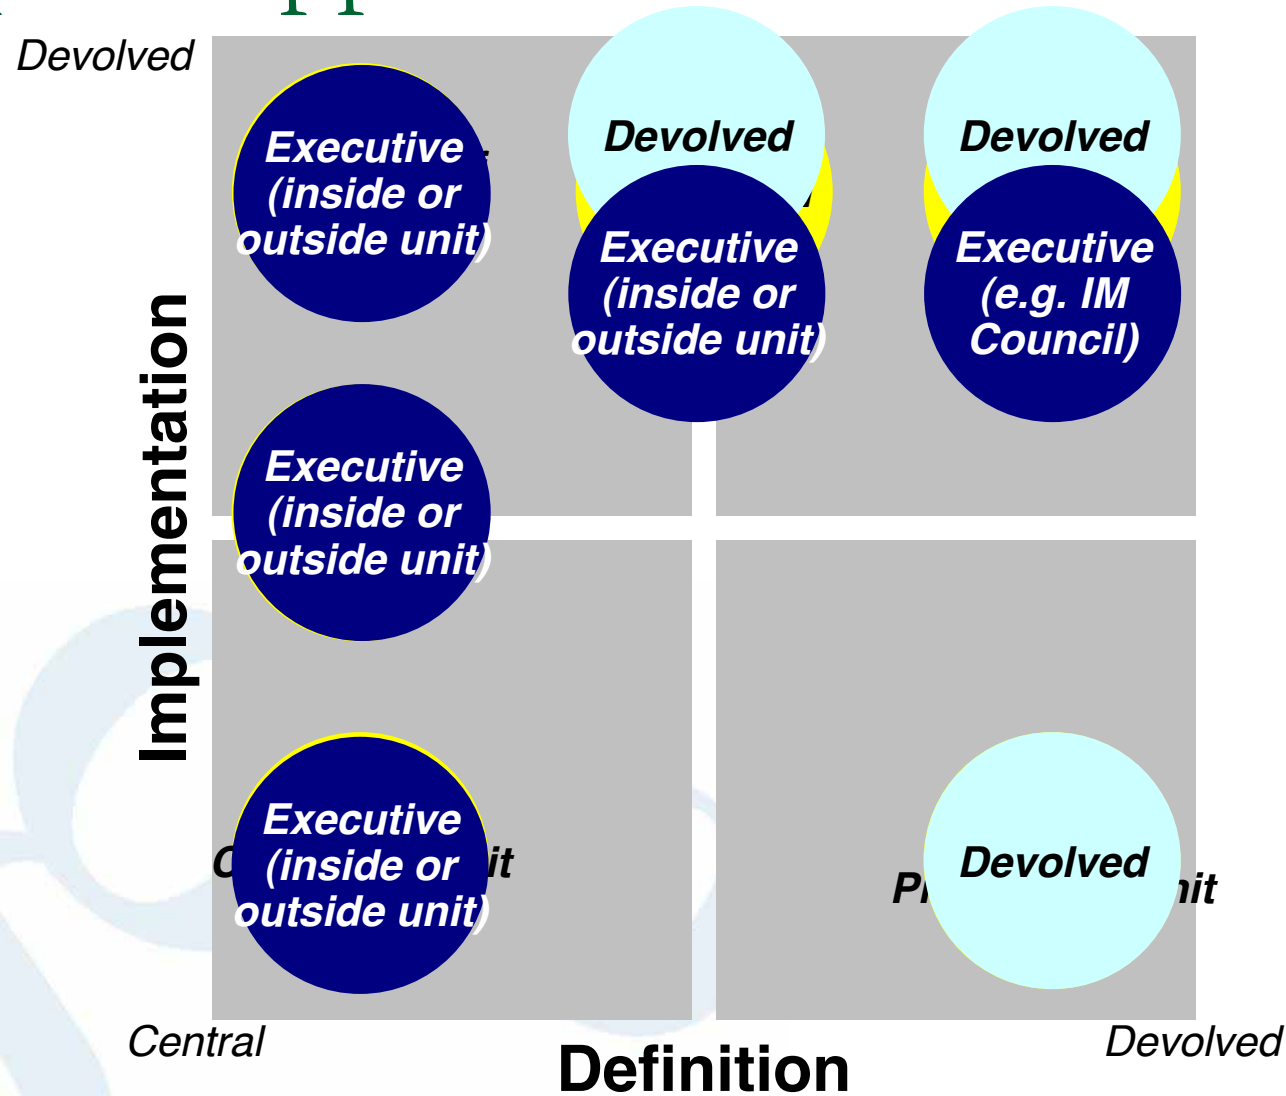 Devolved
Executive
(inside or
outside unit)
Devolved
Executive
(inside or
outside unit)
Devolved
Executive
(e.g. IM
Council)
Implementation
Executive
(inside or
outside unit)
Executive
(inside or
outside unit)
Devolved
Central
Definition
Devolved